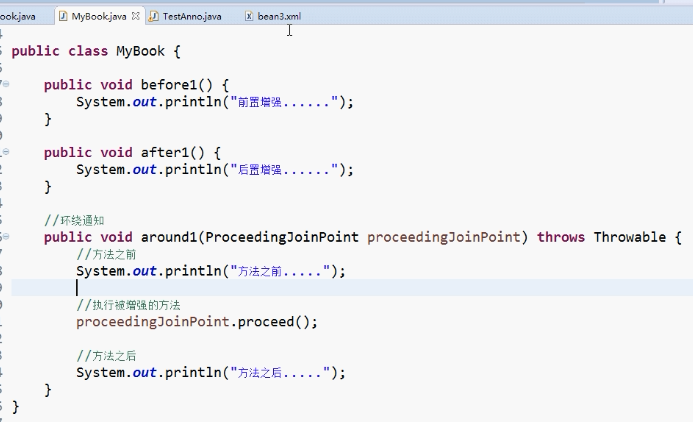 ook.java MyBook.java TestAnno.java bean3.xml
public class MyBook {
public void before1() {
System.out.println("前置增强......");
}
public void after1() {
System.out.println("后置增强......");
}
//环绕通知
public void around1(ProceedingJoinPoint proceedingJoinPoint) throws Throwable {
//方法之前
System.out.println("方法之前.....");
//执行被增强的方法
proceedingJoinPoint.proceed();
//方法之后
System.out.println("方法之后.....");
}
}